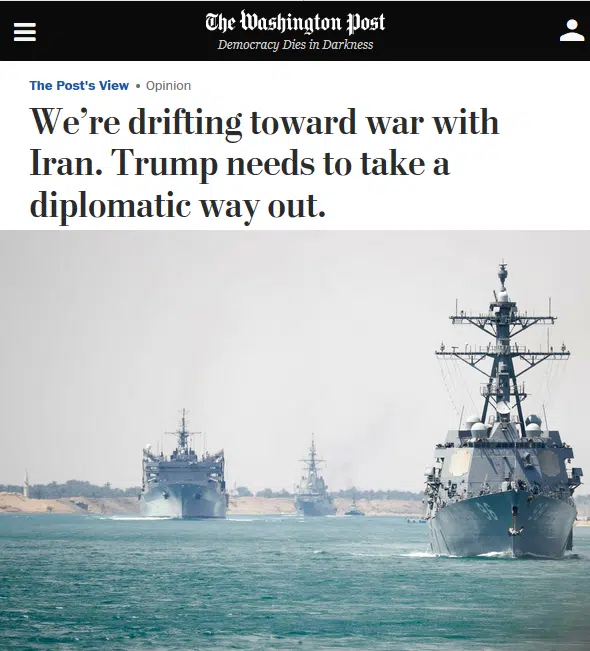 The Washington Post
Democracy Dies in Darkness
The Post's View • Opinion
We’re drifting toward war with
Iran. Trump needs to take a
diplomatic way out.